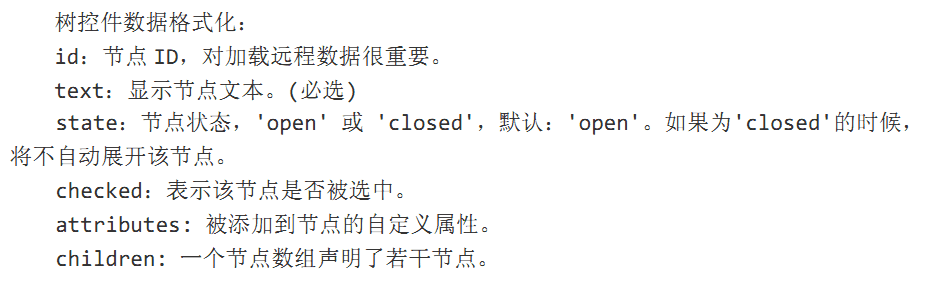 树控件数据格式化：
id：节点 ID，对加载远程数据很重要。
text：显示节点文本。(必选)
state：节点状态，'open' 或 'closed'，默认：'open'。如果为'closed'的时候，
将不自动展开该节点。
checked：表示该节点是否被选中。
attributes: 被添加到节点的自定义属性。
children: 一个节点数组声明了若干节点。